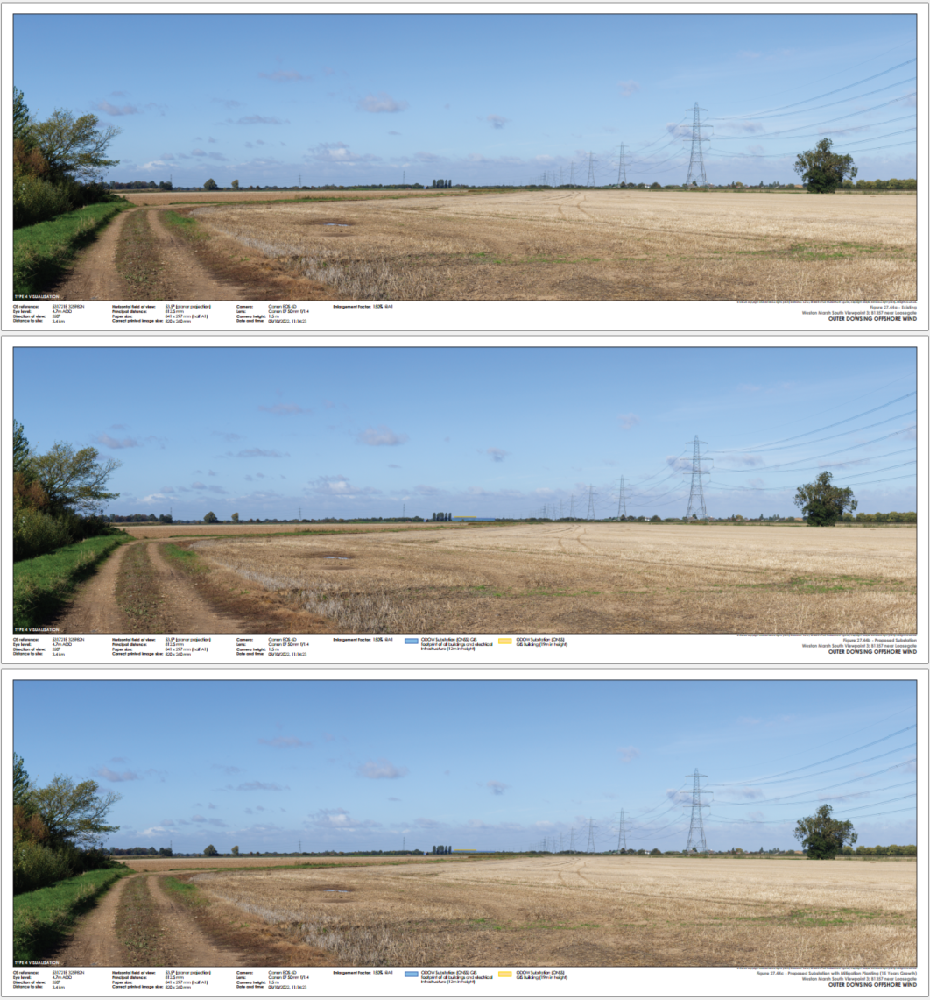 TYPE 4 VISUALISATION
OS reference:
Eye level: 4.7m AOD
Direction of view: 320°
Distance to site: 3.4 km
Horizontal field of view: 53.5° (planar projection)
Principal distance: 812.5 mm
Paper size: 841 x 297 mm (half A1)
Correct printed image size: 820 x 260 mm
Camera: Canon EOS 6D
Lens: Canon EF 50mm f/1.4
Camera height: 1.5 m
Date and time: 08/10/2022, 11:14:23
Enlargement Factor: 150% @A1
Figure 27.44a - Existing
Weston Marsh South Viewpoint 3: B1357 near Leasegate
OUTER DOWSING OFFSHORE WIND
TYPE 4 VISUALISATION
OS reference:
Eye level: 4.7m AOD
Direction of view: 320°
Distance to site: 3.4 km
Horizontal field of view: 53.5° (planar projection)
Principal distance: 812.5 mm
Paper size: 841 x 297 mm (half A1)
Correct printed image size: 820 x 260 mm
Camera: Canon EOS 6D
Lens: Canon EF 50mm f/1.4
Camera height: 1.5 m
Date and time: 08/10/2022, 11:14:23
Enlargement Factor: 150% @A1
ODOW Substation (ONSS) GIS
footprint of all buildings and electrical
infrastructure (13m in height)
ODOW Substation (ONSS)
GIS Building (19m in height)
Figure 27.44b - Proposed Substation
Weston Marsh South Viewpoint 3: B1357 near Leasegate
OUTER DOWSING OFFSHORE WIND
TYPE 4 VISUALISATION
OS reference:
Eye level: 4.7m AOD
Direction of view: 320°
Distance to site: 3.4 km
Horizontal field of view: 53.5° (planar projection)
Principal distance: 812.5 mm
Paper size: 841 x 297 mm (half A1)
Correct printed image size: 820 x 260 mm
Camera: Canon EOS 6D
Lens: Canon EF 50mm f/1.4
Camera height: 1.5 m
Date and time: 08/10/2022, 11:14:23
Enlargement Factor: 150% @A1
ODOW Substation (ONSS) GIS
footprint of all buildings and electrical
infrastructure (13m in height)
ODOW Substation (ONSS)
GIS Building (19m in height)
Figure 27.44c - Proposed Substation with Mitigation Planting (15 Years Growth)
Weston Marsh South Viewpoint 3: B1357 near Leasegate
OUTER DOWSING OFFSHORE WIND